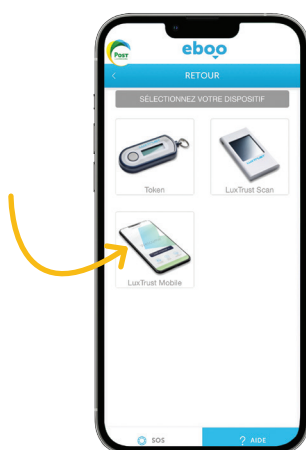 POST
eboo
RETOUR
SÉLECTIONNEZ VOTRE DISPOSITIF
Token
LuxTrust Scan
LuxTrust Mobile
SOS
? AIDE